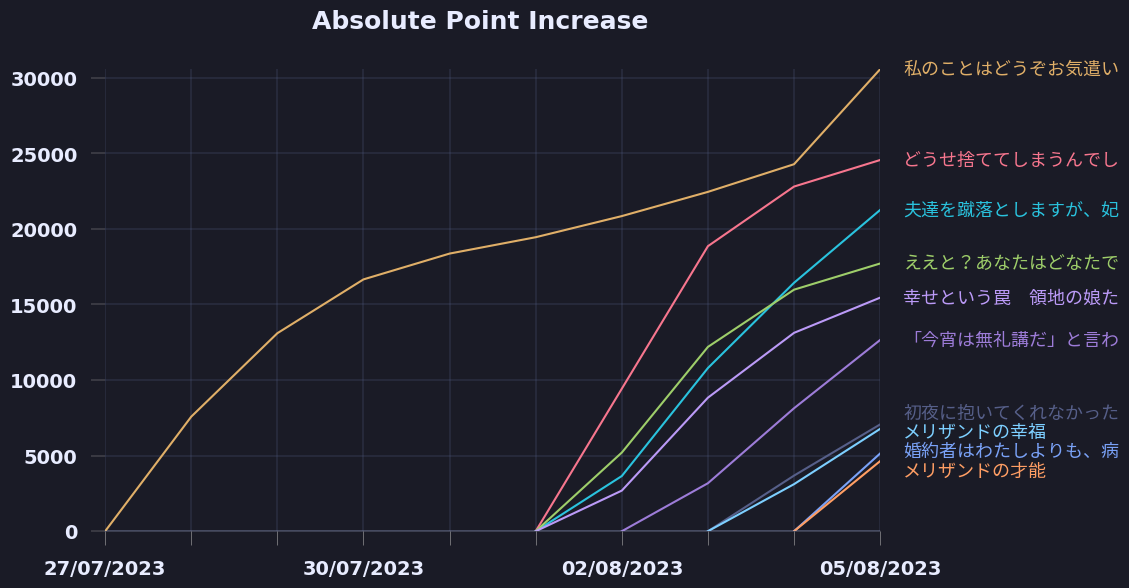 Absolute Point Increase
30000
25000
20000
15000
10000
5000
0
27/07/2023
30/07/2023
02/08/2023
05/08/2023
私のことはどうぞお気遣い
どうせ捨ててしまうんでし
夫達を蹴落としますが、妃
ええと？あなたはどなたで
幸せという罠　領地の娘た
「今宵は無礼講だ」と言わ
初夜に抱いてくれなかった
メリザンドの幸福
婚約者はわたしよりも、病
メリザンドの才能